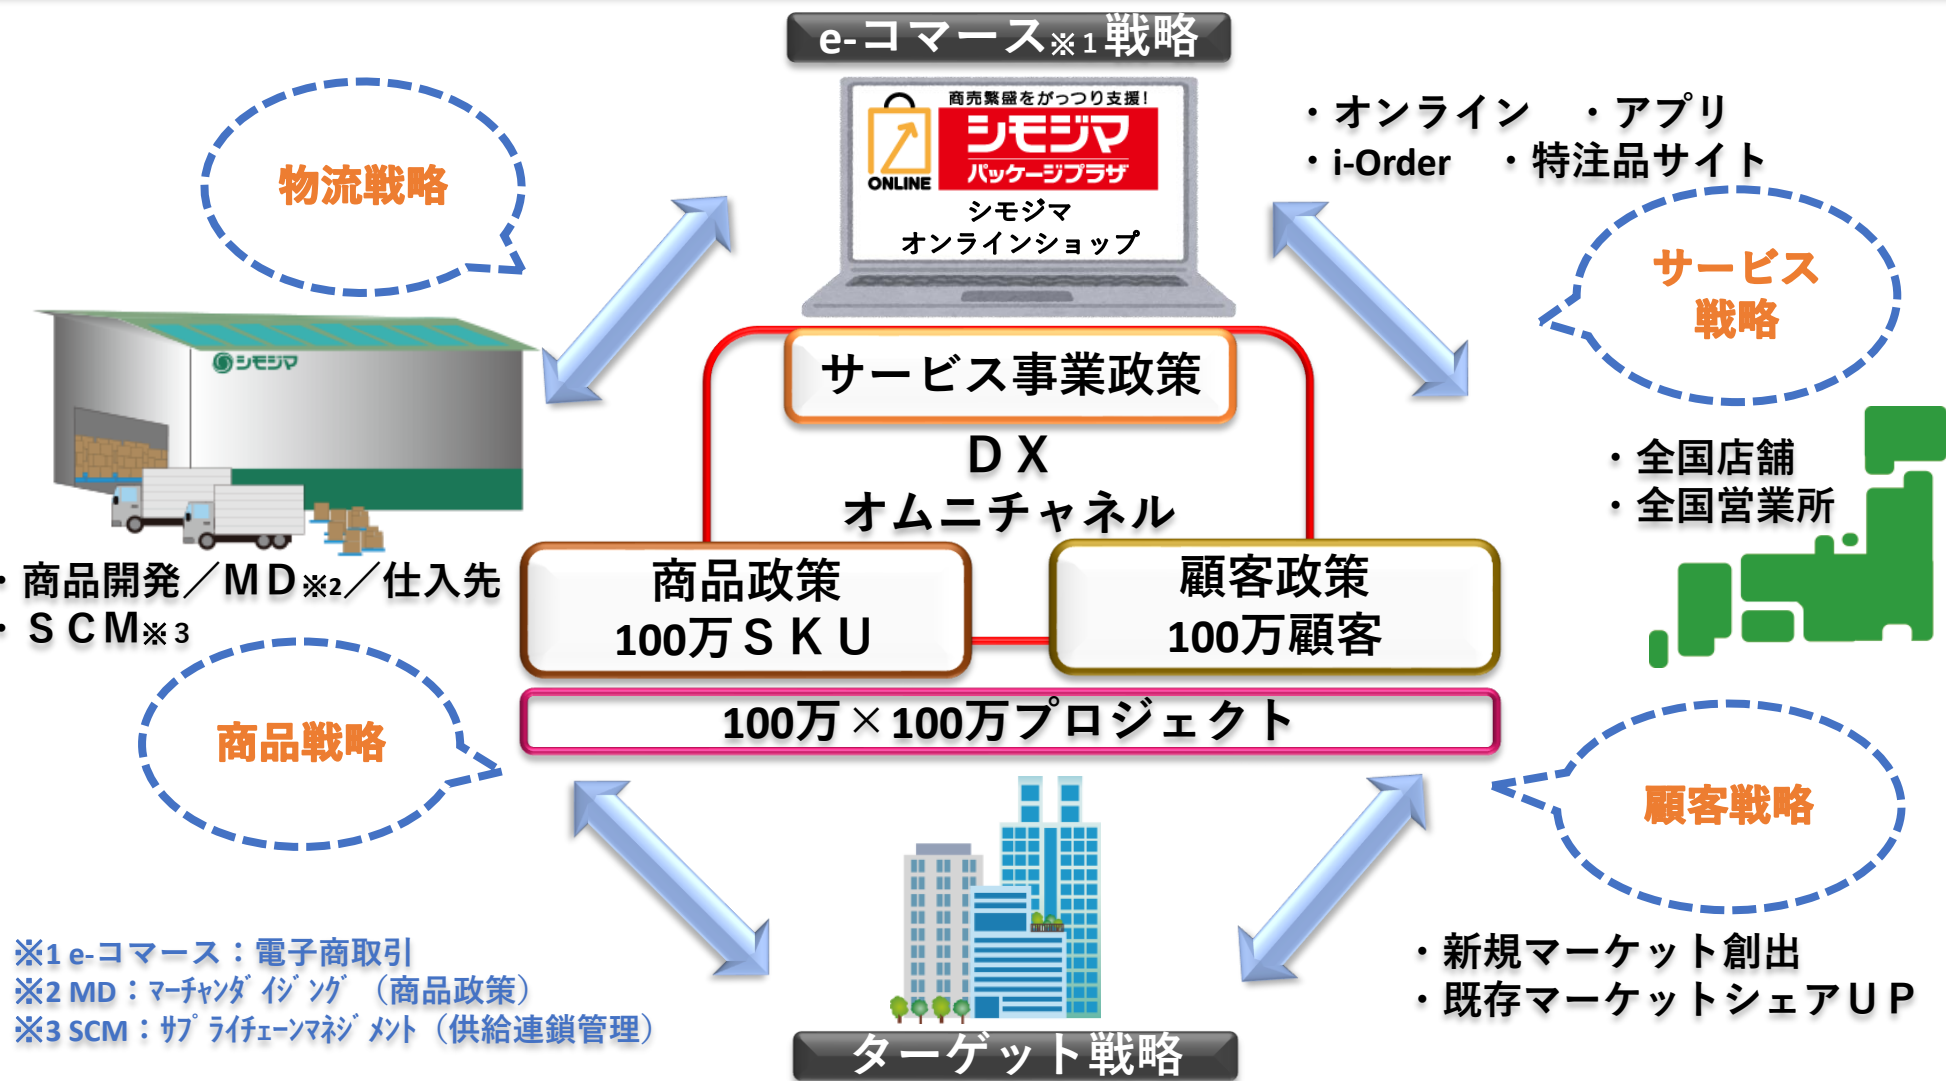 e-コマース※1戦略
商売繁盛をがっつり支援!
シモジマ
パッケージプラザ
ONLINE
シモジマ
オンラインショップ
・オンライン ・アプリ
・i-Order ・特注品サイト
物流戦略
サービス
戦略
シモジマ
サービス事業政策
ＤＸ
オムニチャネル
・全国店舗
・全国営業所
・商品開発／ＭＤ※2／仕入先
・ＳＣＭ※3
商品政策
100万ＳＫＵ
顧客政策
100万顧客
100万×100万プロジェクト
商品戦略
顧客戦略
※1 e-コマース：電子商取引
※2 MD：ﾏｰﾁｬﾝﾀﾞｲｼﾞﾝｸﾞ（商品政策）
※3 SCM：ｻﾌﾟﾗｲﾁｪｰﾝﾏﾈｼﾞﾒﾝﾄ（供給連鎖管理）
・新規マーケット創出
・既存マーケットシェアＵＰ
ターゲット戦略